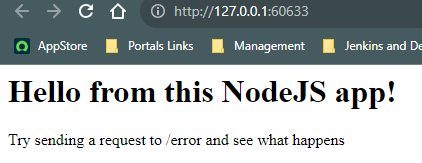 http://127.0.0.1:60633
AppStore Portals Links Management Jenkins and De
Hello from this NodeJS app!
Try sending a request to /error and see what happens